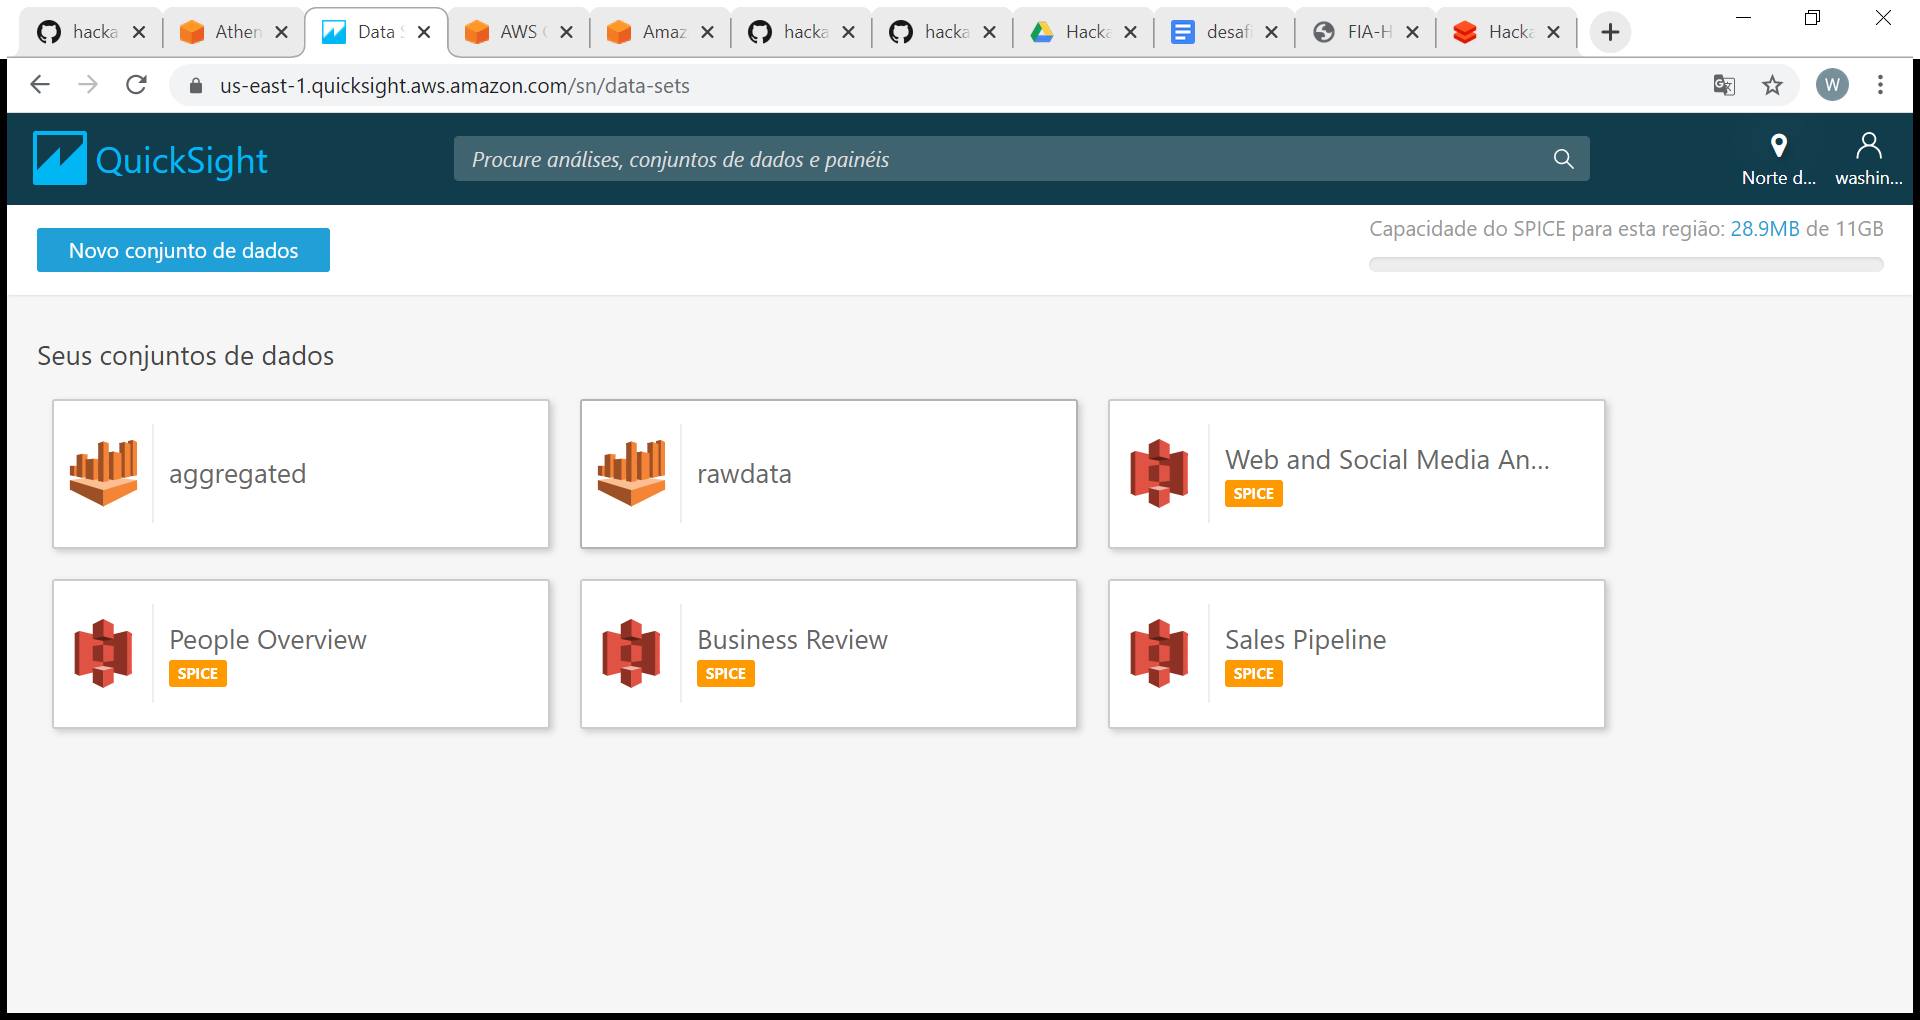 hacka
Athen
Data S
AWS C
Amaz
hacka
hacka
Hacka
desafi
FIA-H
Hacka
us-east-1.quicksight.aws.amazon.com/sn/data-sets
W
QuickSight
Procure análises, conjuntos de dados e painéis
Norte d...
washin...
Novo conjunto de dados
Capacidade do SPICE para esta região: 28.9MB de 11GB
Seus conjuntos de dados
aggregated
rawdata
Web and Social Media An...
SPICE
People Overview
SPICE
Business Review
SPICE
Sales Pipeline
SPICE